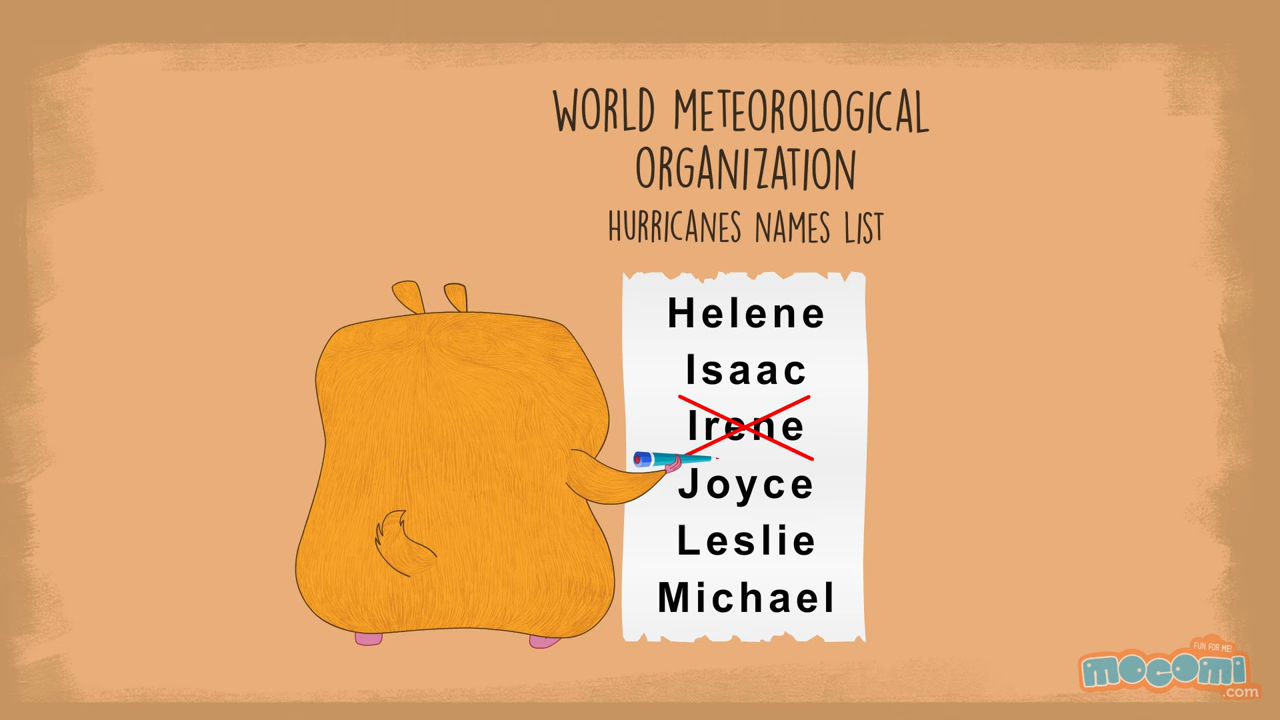 WORLD METEOROLOGICAL
ORGANIZATION
HURRICANES NAMES LIST
Helene
Isaac
Irene
Joyce
Leslie
Michael
FUN FOR ME!
mocomi
.com